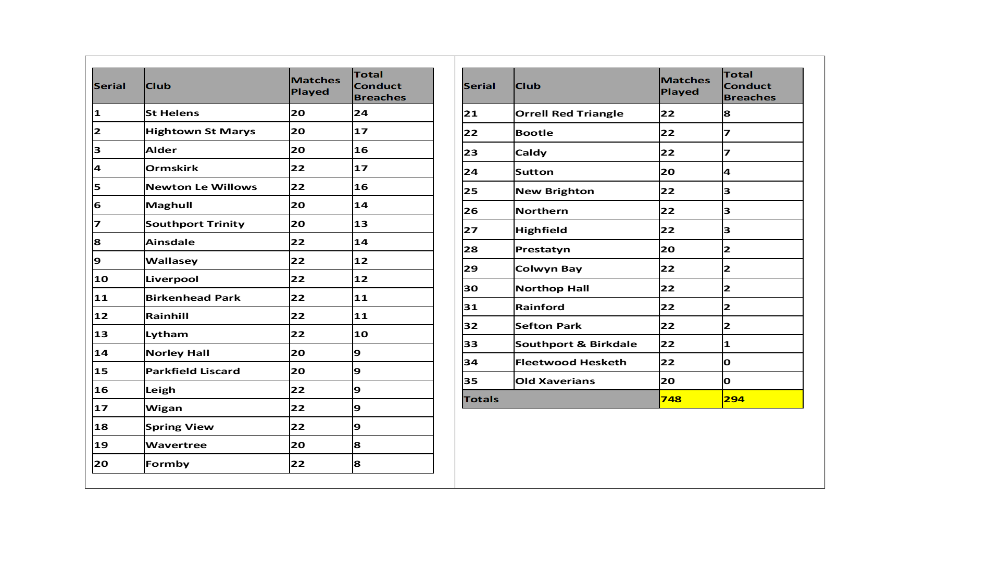 Serial Club Matches Played Total Conduct Breaches
1 St Helens 20 24
2 Hightown St Marys 20 17
3 Alder 20 16
4 Ormskirk 22 17
5 Newton Le Willows 22 16
6 Maghull 20 14
7 Southport Trinity 20 13
8 Ainsdale 22 14
9 Wallasey 22 12
10 Liverpool 22 12
11 Birkenhead Park 22 11
12 Rainhill 22 11
13 Lytham 22 10
14 Norley Hall 20 9
15 Parkfield Liscard 20 9
16 Leigh 22 9
17 Wigan 22 9
18 Spring View 22 9
19 Wavertree 20 8
20 Formby 22 8
Serial Club Matches Played Total Conduct Breaches
21 Orrell Red Triangle 22 8
22 Bootle 22 7
23 Caldy 22 7
24 Sutton 20 4
25 New Brighton 22 3
26 Northern 22 3
27 Highfield 22 3
28 Prestatyn 20 2
29 Colwyn Bay 22 2
30 Northop Hall 22 2
31 Rainford 22 2
32 Sefton Park 22 2
33 Southport & Birkdale 22 1
34 Fleetwood Hesketh 22 0
35 Old Xaverians 20 0
Totals 748 294